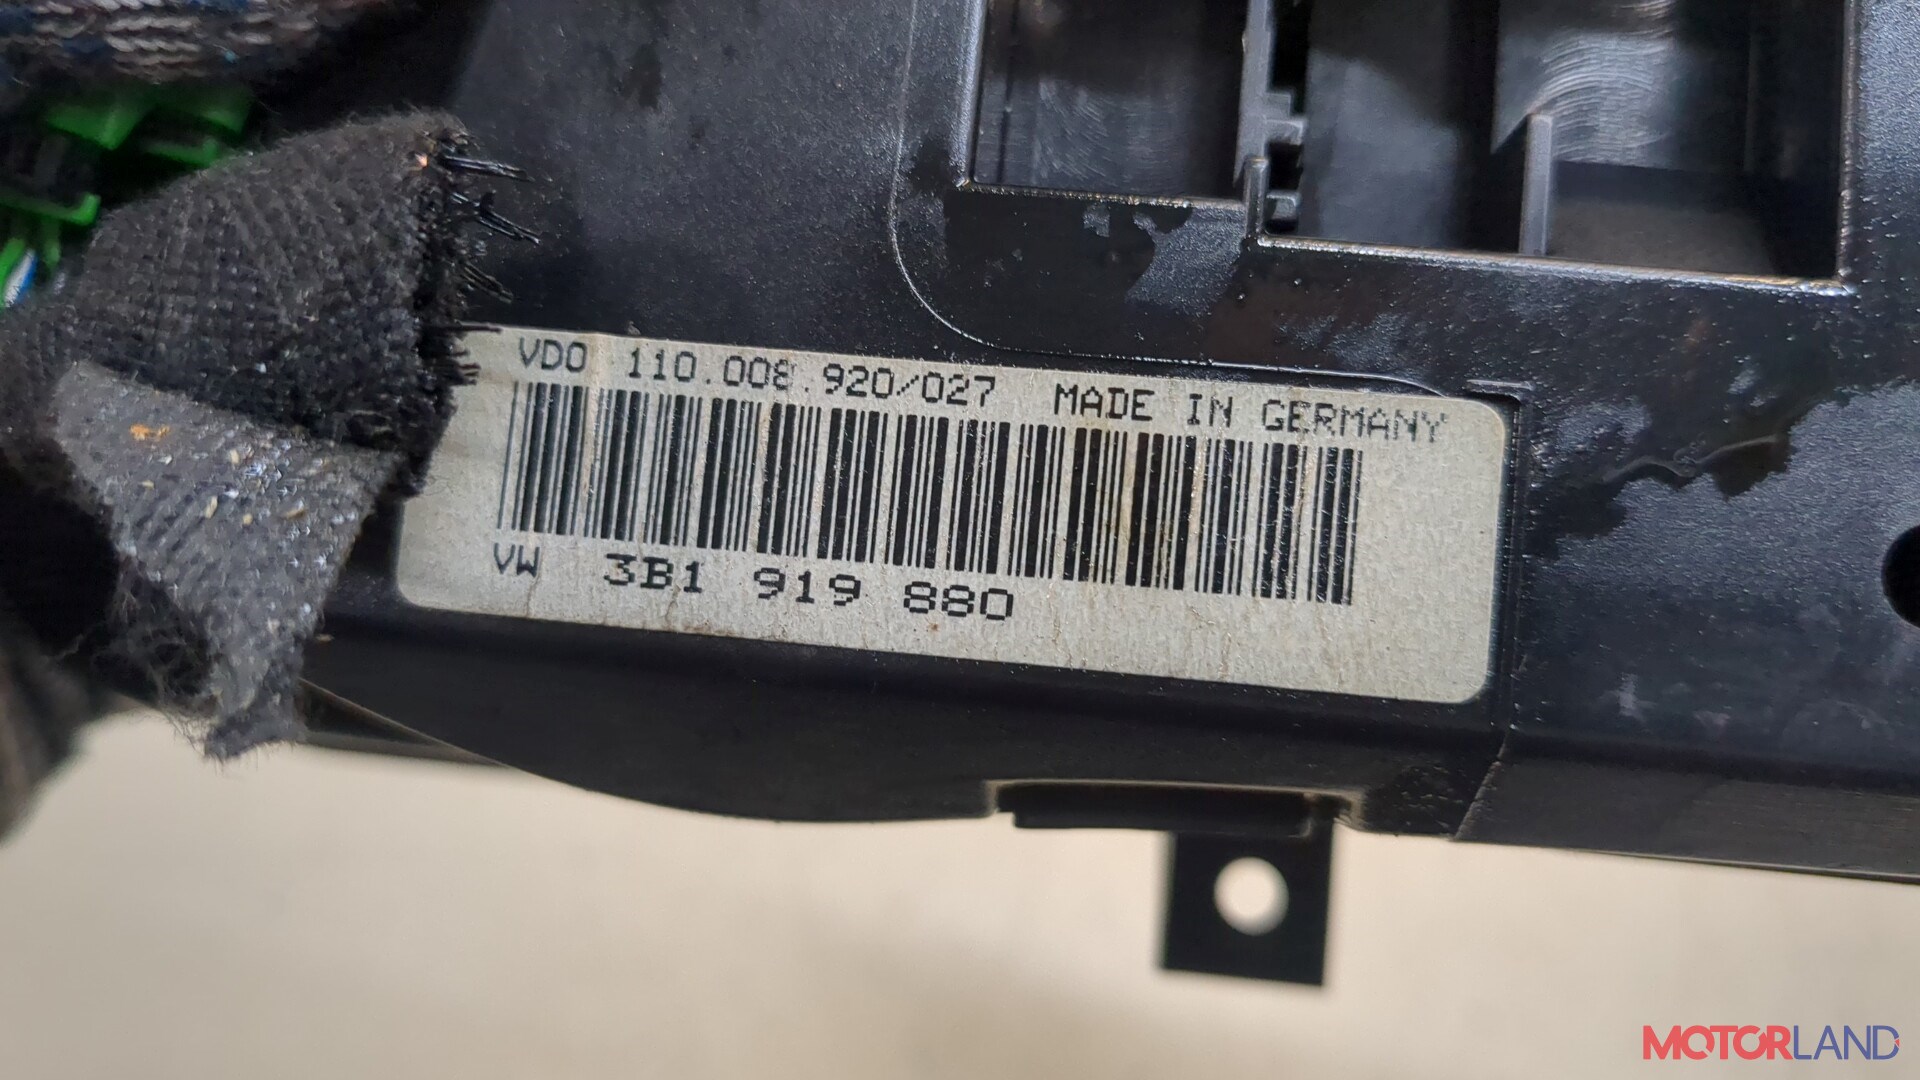 VDO 110.008.920/027 MADE IN GERMANY
VW 3B1 919 880
MOTORLAND